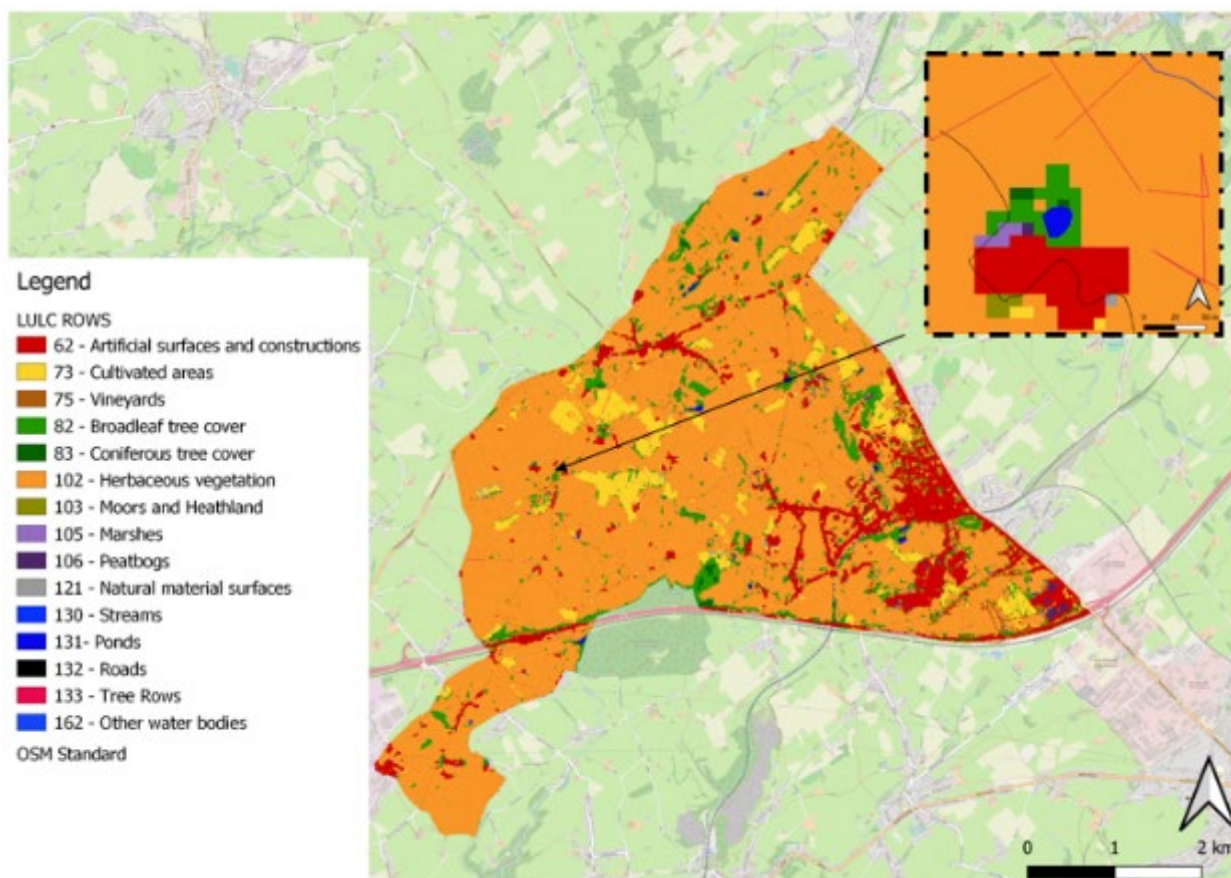 Legend
LULC ROWS
62 - Artificial surfaces and constructions
73 - Cultivated areas
75 - Vineyards
82 - Broadleaf tree cover
83 - Coniferous tree cover
102 - Herbaceous vegetation
103 - Moors and Heathland
105 - Marshes
106 - Peatbogs
121 - Natural material surfaces
130 - Streams
131- Ponds
132 - Roads
133 - Tree Rows
162 - Other water bodies
OSM Standard
0 1 2 km